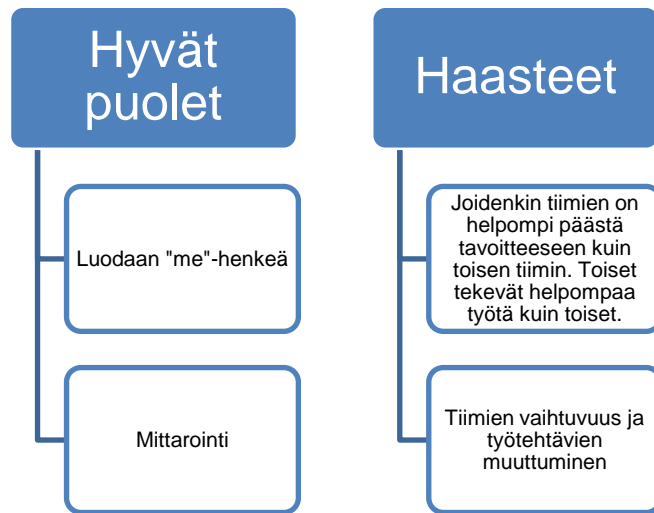 Hyvät
puolet
Luodaan "me"-henkeä
Mittarointi
Haasteet
Joidenkin tiimien on
helpompi päästä
tavoitteeseen kuin
toisen tiimin. Toiset
tekevät helpompaa
työtä kuin toiset.
Tiimien vaihtuvuus ja
työtehtävien
muuttuminen